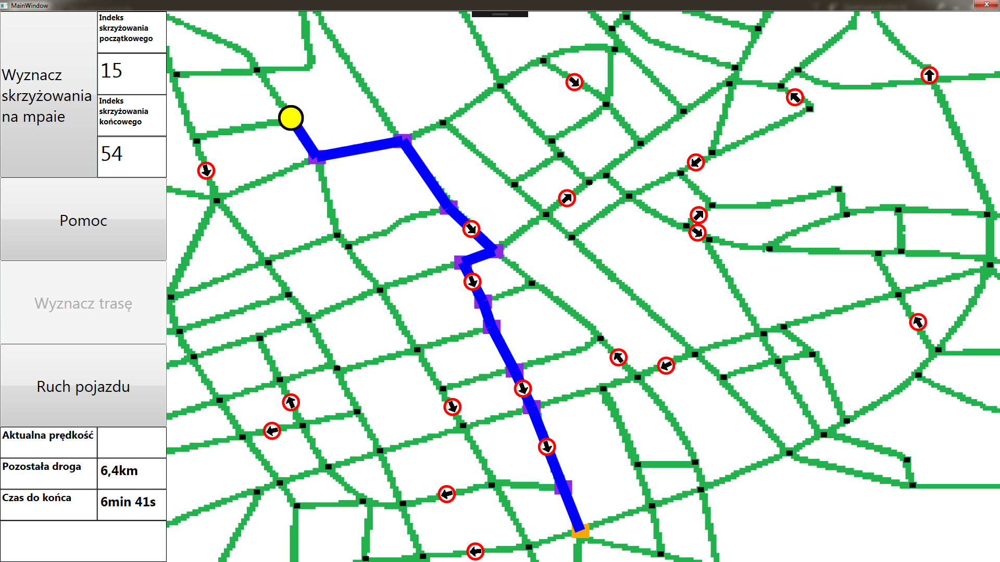 MainWindow
Wyznacz
skrzyżowania
na mpaie
Indeks
skrzyżowania
początkowego
15
Indeks
skrzyżowania
końcowego
54
Pomoc
Wyznacz trasę
Ruch pojazdu
Aktualna prędkość
Pozostała droga
6,4km
Czas do końca
6min 41s